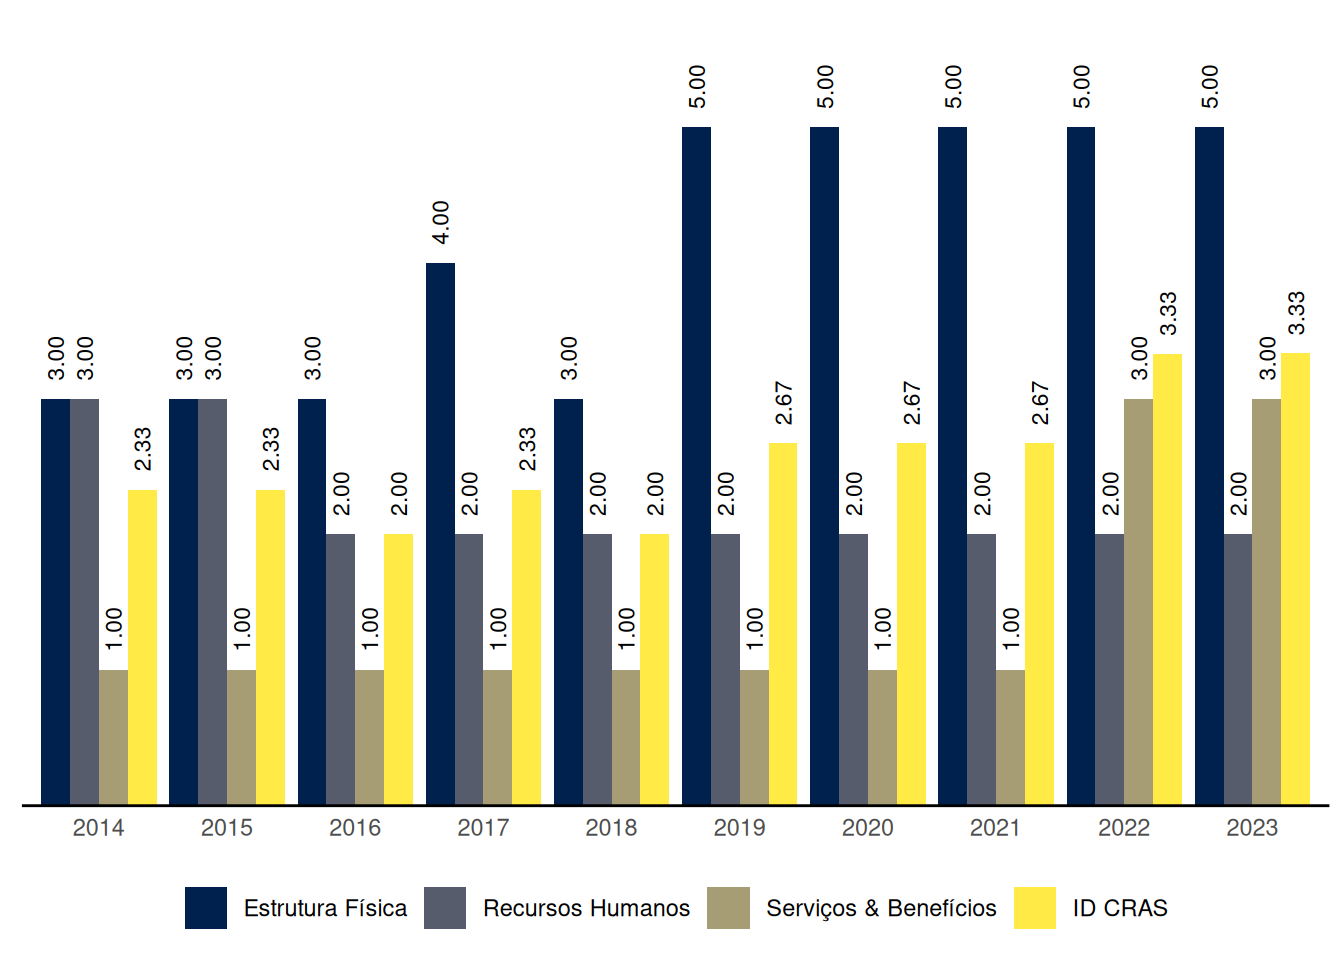 5.00 5.00 5.00 5.00 5.00
4.00
3.33 3.33
3.00 3.00 3.00 3.00 3.00 3.00 3.00 3.00
2.67 2.67 2.67
2.33 2.33 2.33
2.00 2.00 2.00 2.00 2.00 2.00 2.00 2.00 2.00 2.00
1.00 1.00 1.00 1.00 1.00 1.00 1.00 1.00
2014 2015 2016 2017 2018 2019 2020 2021 2022 2023
Estrutura Física Recursos Humanos Serviços & Benefícios ID CRAS